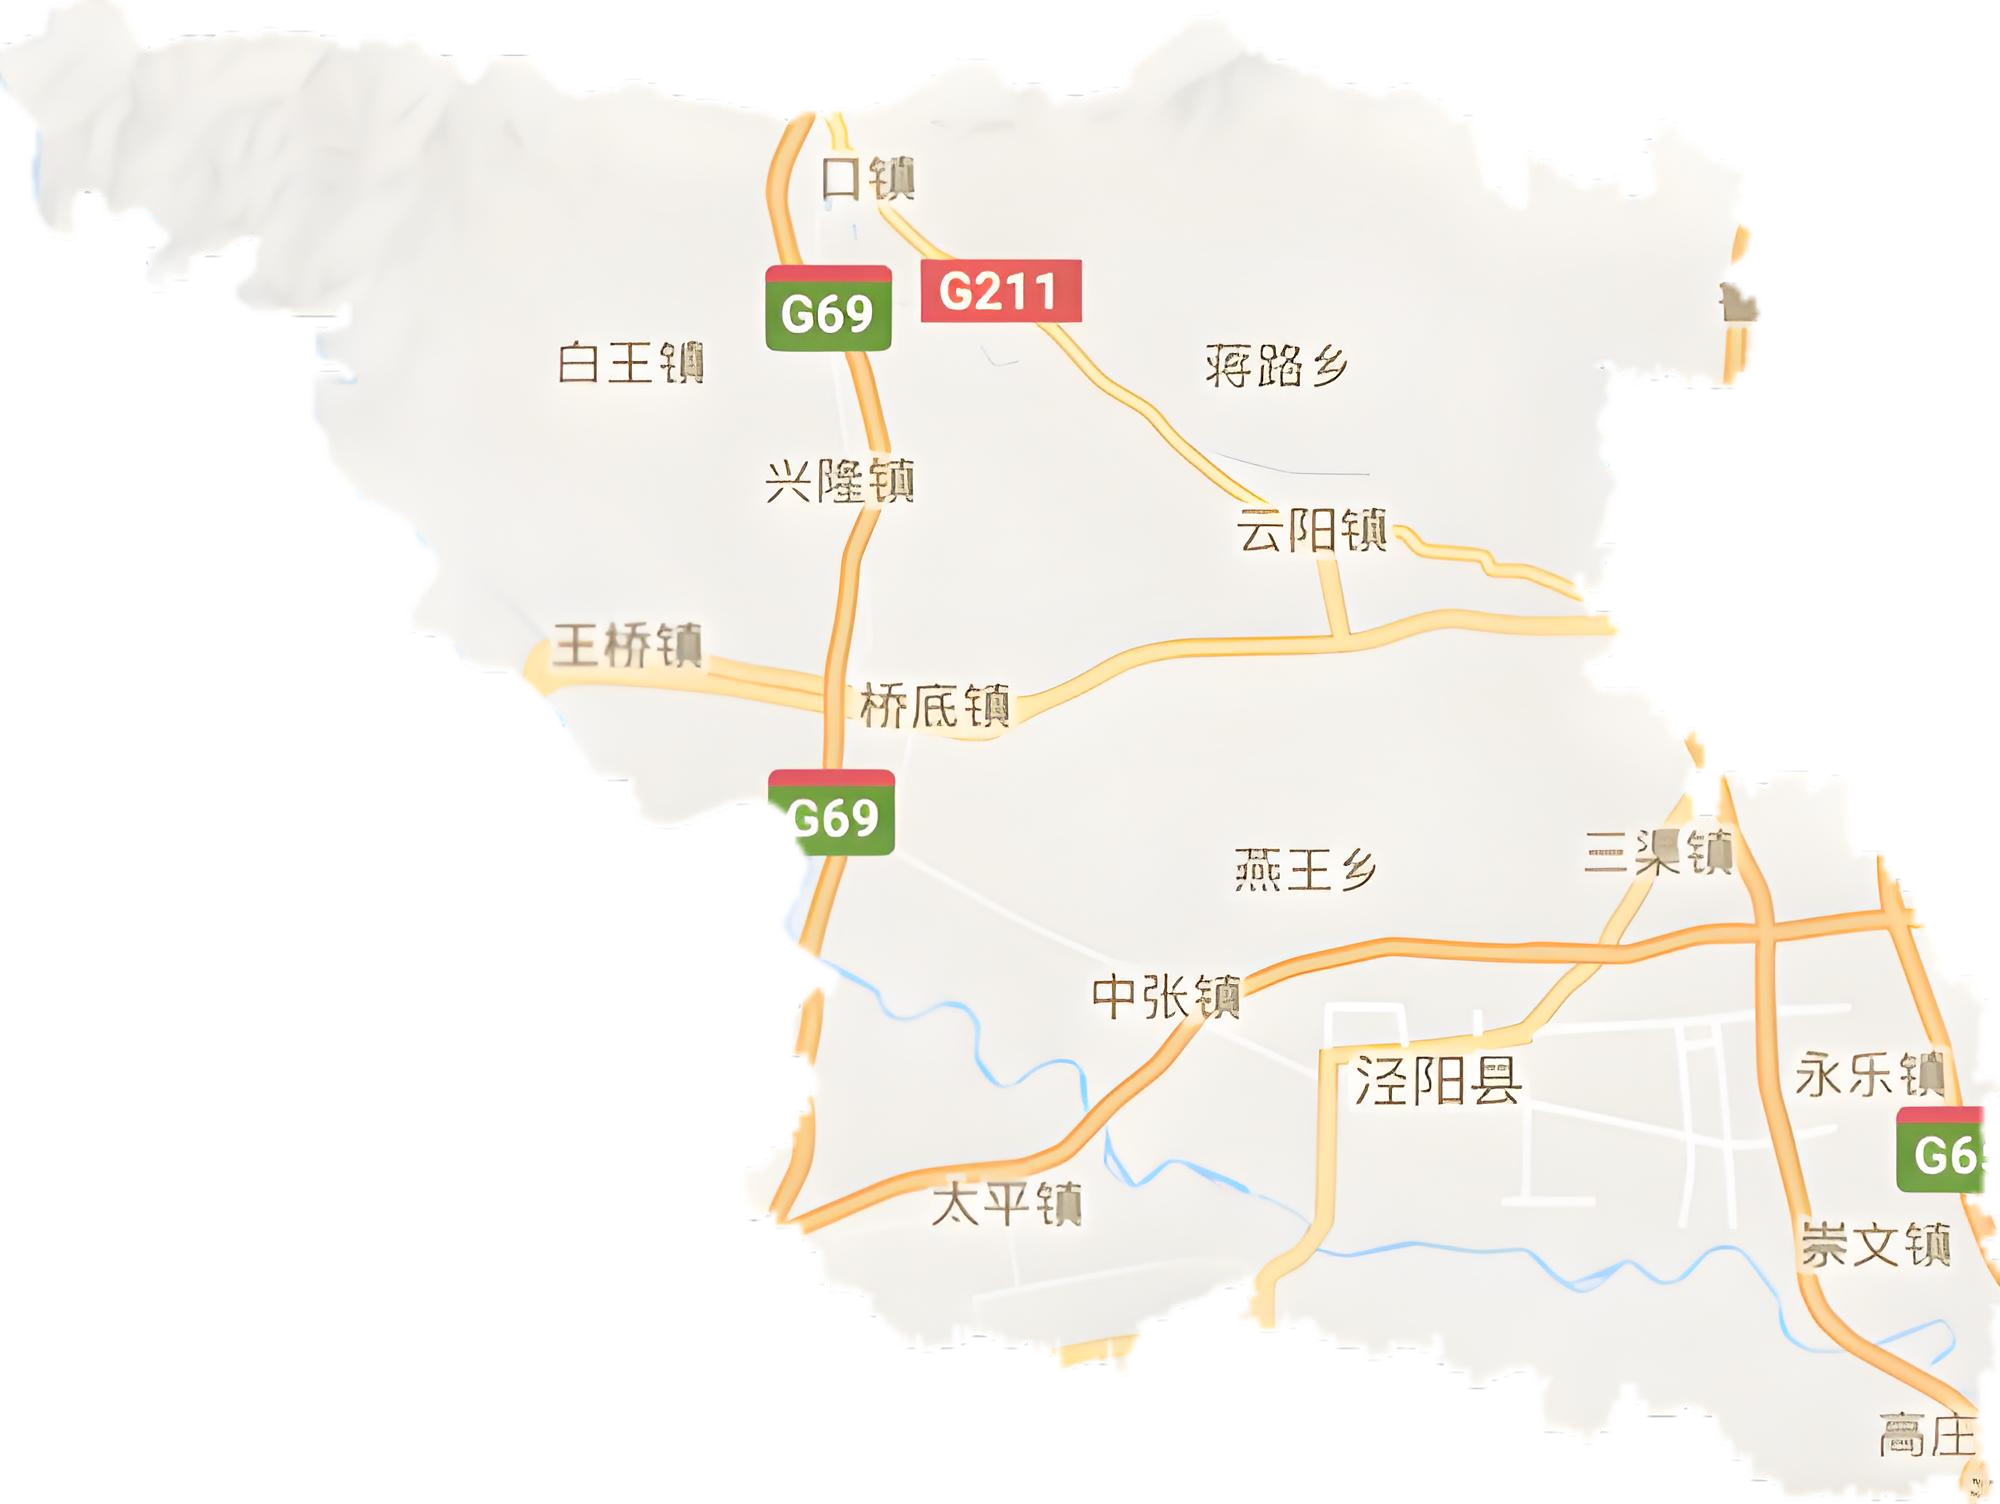 口镇
G69
G211
白王镇
蒋路乡
兴隆镇
云阳镇
王桥镇
桥底镇
G69
三渠镇
燕王乡
中张镇
泾阳县
永乐镇
G6
太平镇
崇文镇
高庄